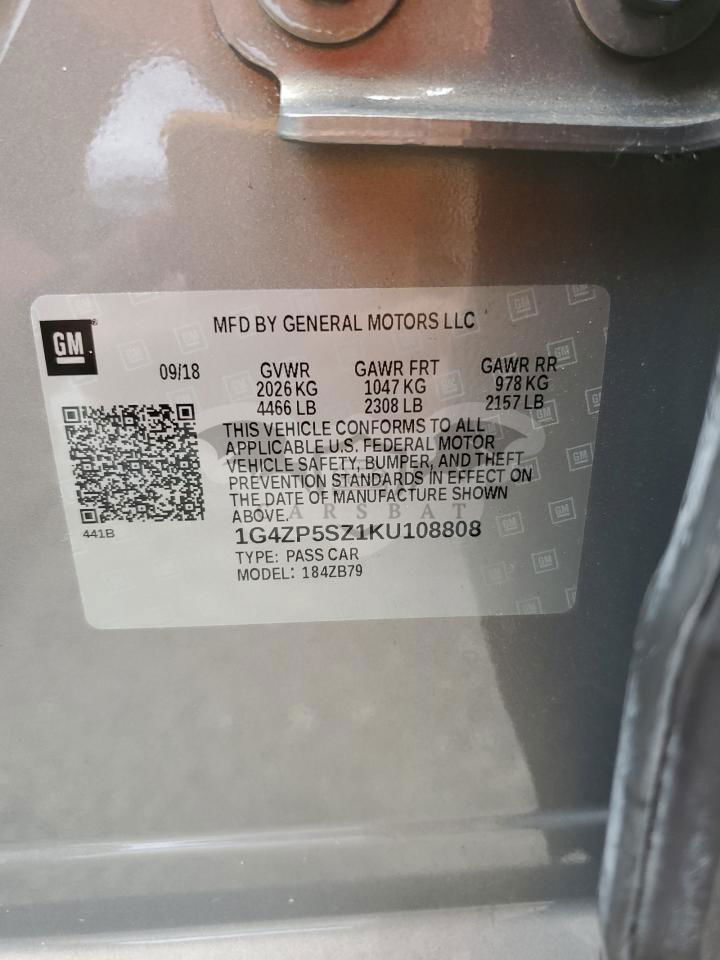 MFD BY GENERAL MOTORS LLC
GM
09/18 GVWR GAWR FRT GAWR RR
2026 KG 1047 KG 978 KG
4466 LB 2308 LB 2157 LB
THIS VEHICLE CONFORMS TO ALL
APPLICABLE U.S. FEDERAL MOTOR
VEHICLE SAFETY, BUMPER, AND THEFT
PREVENTION STANDARDS IN EFFECT ON
THE DATE OF MANUFACTURE SHOWN
ABOVE.
CARSBAT
441B
1G4ZP5SZ1KU108808
TYPE: PASS CAR
MODEL: 184ZB79